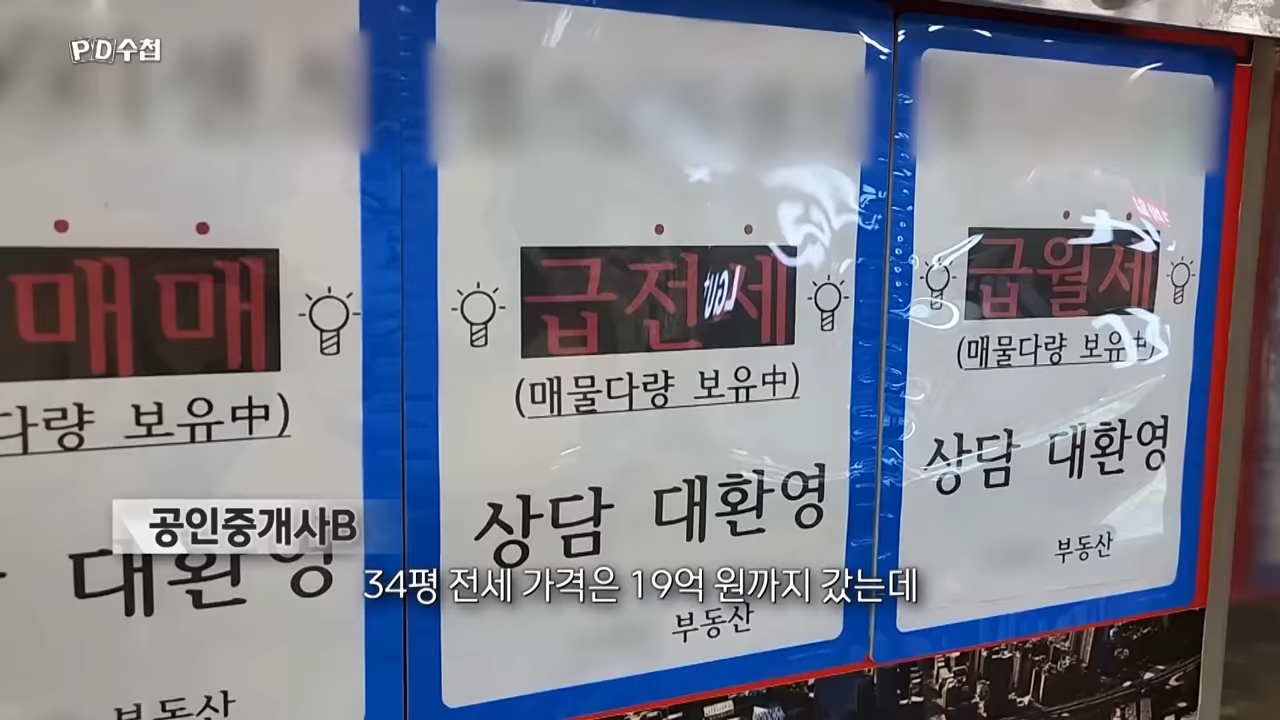 PD수첩
매매
다량 보유中)
대환영
부동산
급전세
(매물다량 보유中)
상담 대환영
부동산
급월세
(매물다량 보유中)
상담 대환영
부동산
공인중개사B
34평 전세 가격은 19억 원까지 갔는데